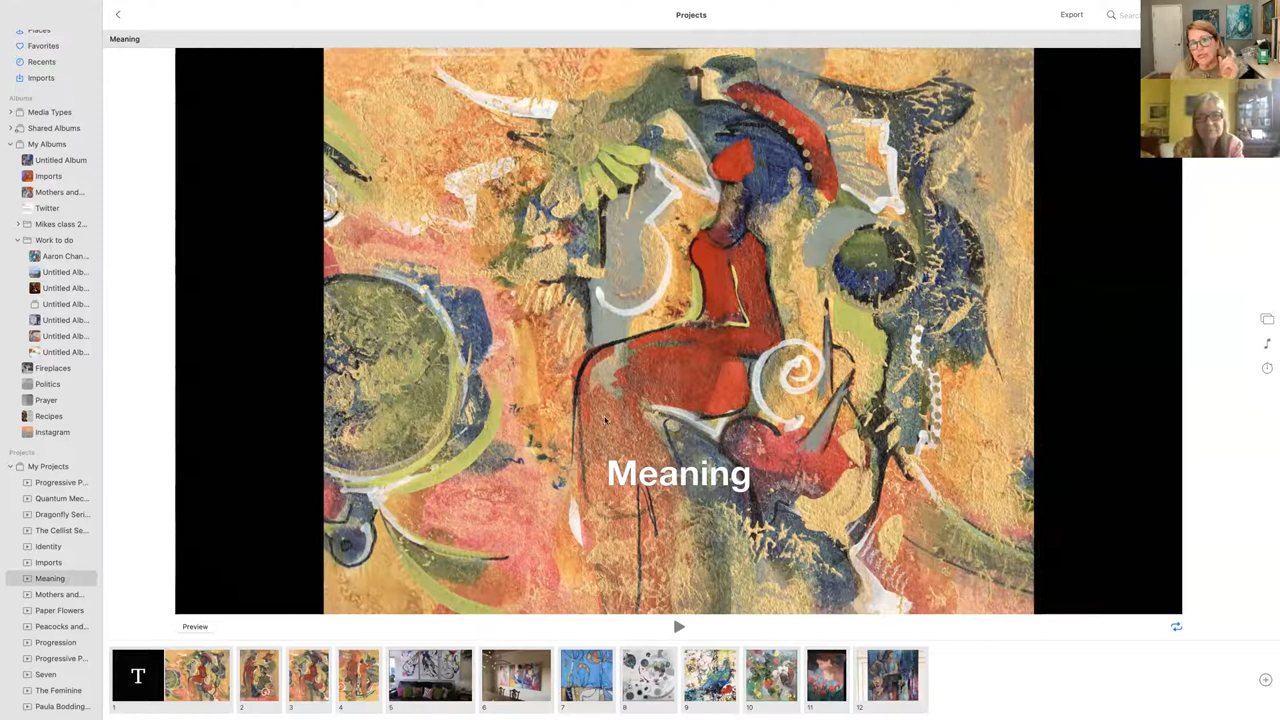 Projects
Export
Meaning
Places
Favorites
Recents
Imports
Albums
Media Types
Shared Albums
My Albums
Untitled Album
Imports
Mothers and...
Twitter
Mikes class 2...
Work to do
Aaron Chan...
Untitled Alb...
Untitled Alb...
Untitled Alb...
Untitled Alb...
Untitled Alb...
Untitled Alb...
Fireplaces
Politics
Prayer
Recipes
Instagram
Projects
My Projects
Progressive P...
Quantum Mec...
Dragonfly Seri...
The Cellist Se...
Identity
Imports
Meaning
Mothers and...
Paper Flowers
Peacocks and...
Progression
Progressive P...
Seven
The Feminine
Paula Bodding...
Meaning
Preview
T
1 2 3 4 5 6 7 8 9 10 11 12